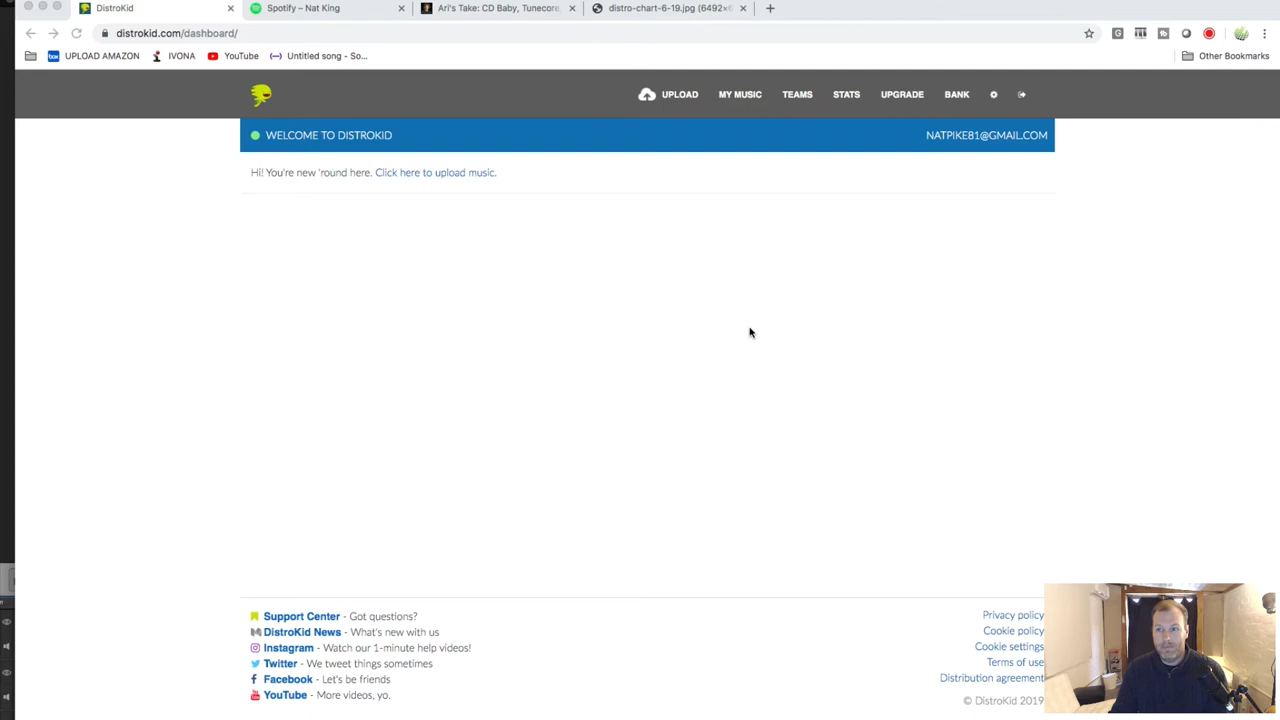 DistroKid
Spotify – Nat King
Ari's Take: CD Baby, Tunecore,
distro-chart-6-19.jpg (6492×6
distrokid.com/dashboard/
UPLOAD AMAZON
IVONA
YouTube
Untitled song - So...
Other Bookmarks
UPLOAD
MY MUSIC
TEAMS
STATS
UPGRADE
BANK
WELCOME TO DISTROKID
NATPIKE81@GMAIL.COM
Hi! You're new 'round here. Click here to upload music.
Support Center - Got questions?
DistroKid News - What's new with us
Instagram - Watch our 1-minute help videos!
Twitter - We tweet things sometimes
Facebook - Let's be friends
YouTube - More videos, yo.
Privacy policy
Cookie policy
Cookie settings
Terms of use
Distribution agreement
© DistroKid 2019